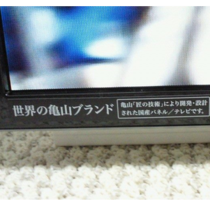 世界の亀山ブランド
亀山「匠の技術」により開発・設計
された国産パネル／テレビです。